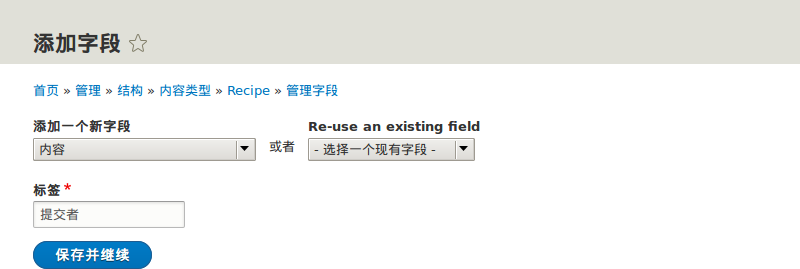 添加字段
首页 » 管理 » 结构 » 内容类型 » Recipe » 管理字段
添加一个新字段
内容
或者
Re-use an existing field
- 选择一个现有字段 -
标签 *
提交者
保存并继续